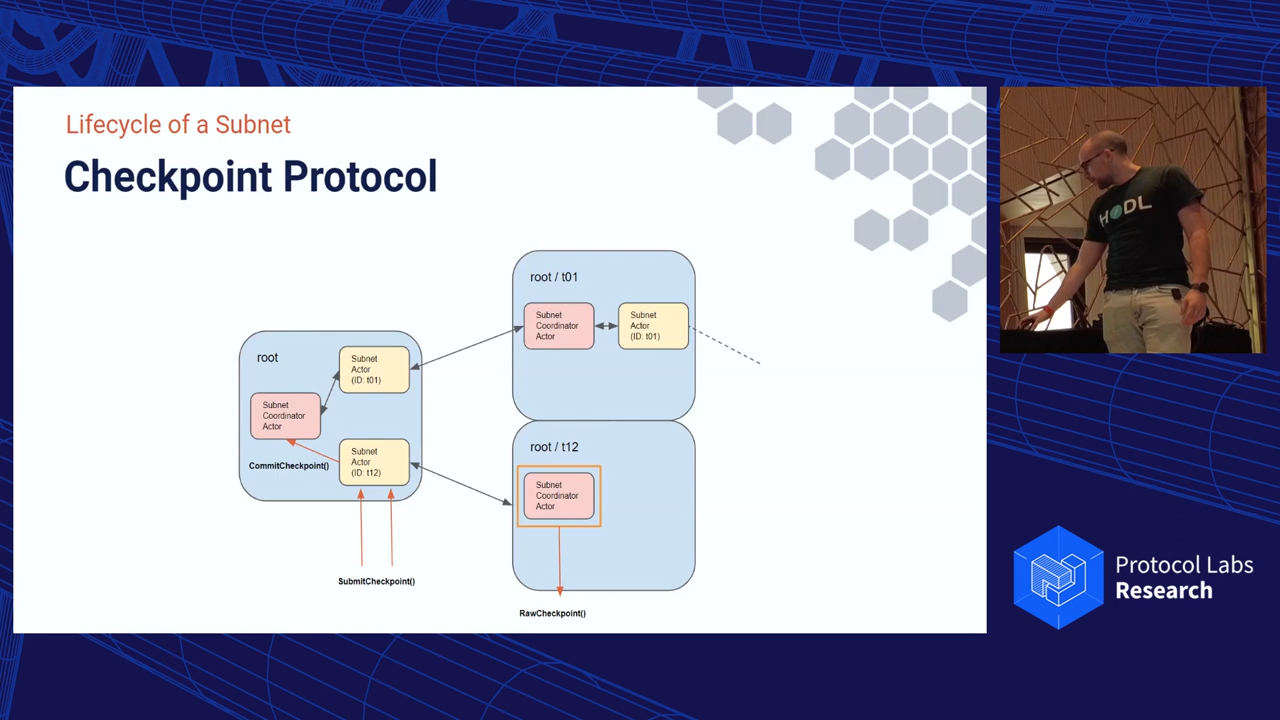 Lifecycle of a Subnet
Checkpoint Protocol
root / t01
Subnet
Coordinator
Actor
Subnet
Actor
(ID: t01)
root
Subnet
Actor
(ID: t01)
Subnet
Coordinator
Actor
CommitCheckpoint()
Subnet
Actor
(ID: t12)
SubmitCheckpoint()
root / t12
Subnet
Coordinator
Actor
RawCheckpoint()
HODL
Protocol Labs
Research